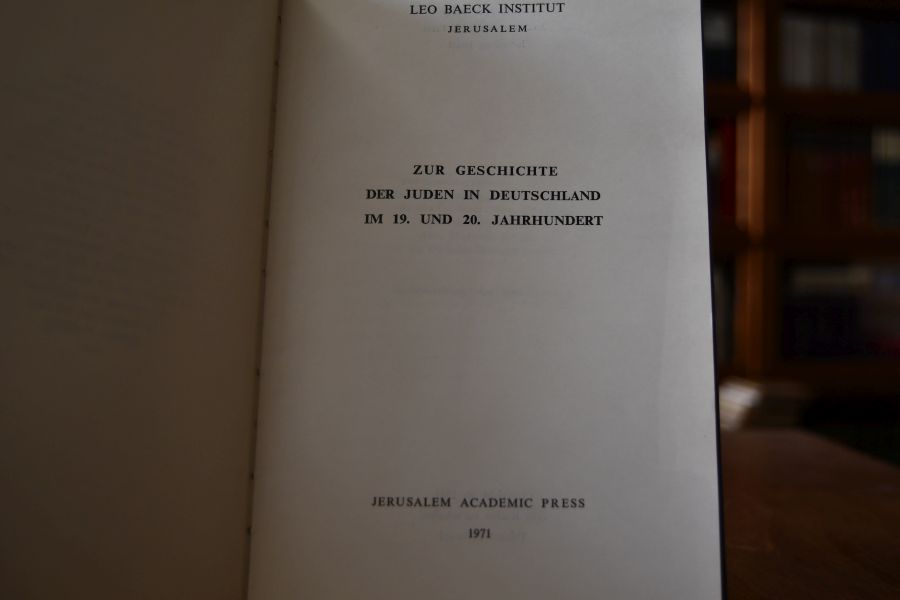 LEO BAECK INSTITUT
JERUSALEM
ZUR GESCHICHTE
DER JUDEN IN DEUTSCHLAND
IM 19. UND 20. JAHRHUNDERT
JERUSALEM ACADEMIC PRESS
1971